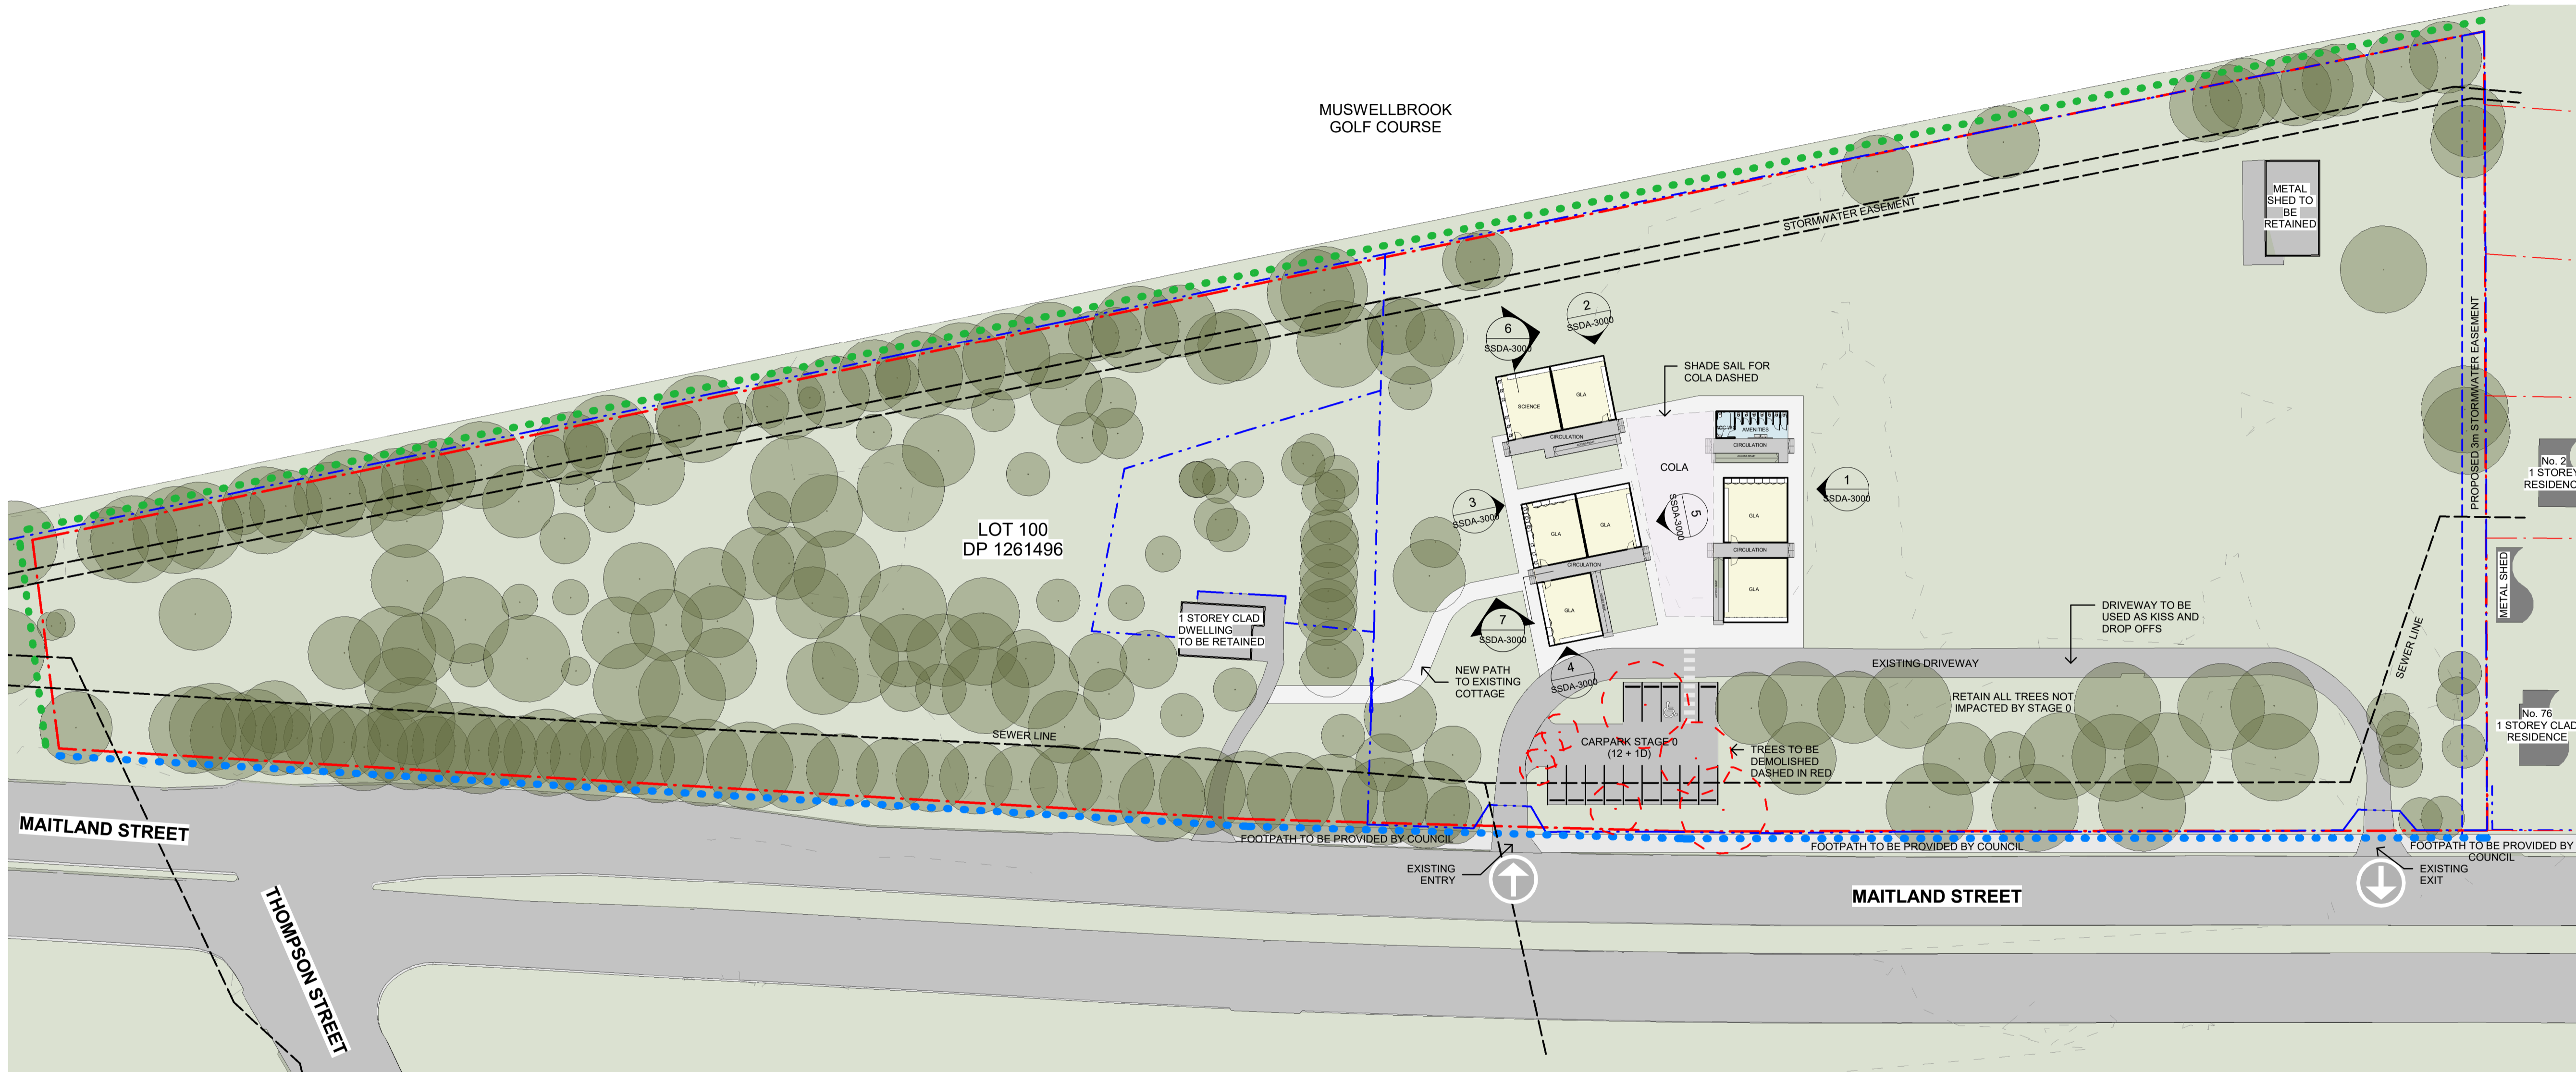 MUSWELLBROOK
GOLF COURSE
STORMWATER EASEMENT
METAL
SHED TO
BE
RETAINED
PROPOSED 3m STORMWATER EASEMENT
6
SSDA-3000
2
SSDA-3000
SHADE SAIL FOR
COLA DASHED
SCIENCE
GLA
CIRCULATION
AMENITIES
CIRCULATION
COLA
1
SSDA-3000
3
SSDA-3000
5
SSDA-3000
GLA
GLA
GLA
CIRCULATION
CIRCULATION
GLA
GLA
No. 2
1 STOREY
RESIDENC
METAL SHED
LOT 100
DP 1261496
1 STOREY CLAD
DWELLING
TO BE RETAINED
7
SSDA-3000
4
SSDA-3000
NEW PATH
TO EXISTING
COTTAGE
DRIVEWAY TO BE
USED AS KISS AND
DROP OFFS
EXISTING DRIVEWAY
RETAIN ALL TREES NOT
IMPACTED BY STAGE 0
SEWER LINE
No. 76
1 STOREY CLAD
RESIDENCE
SEWER LINE
CARPARK STAGE 0
(12 + 1D)
TREES TO BE
DEMOLISHED
DASHED IN RED
MAITLAND STREET
FOOTPATH TO BE PROVIDED BY COUNCIL
FOOTPATH TO BE PROVIDED BY COUNCIL
FOOTPATH TO BE PROVIDED BY
COUNCIL
EXISTING
ENTRY
EXISTING
EXIT
MAITLAND STREET
THOMPSON STREET